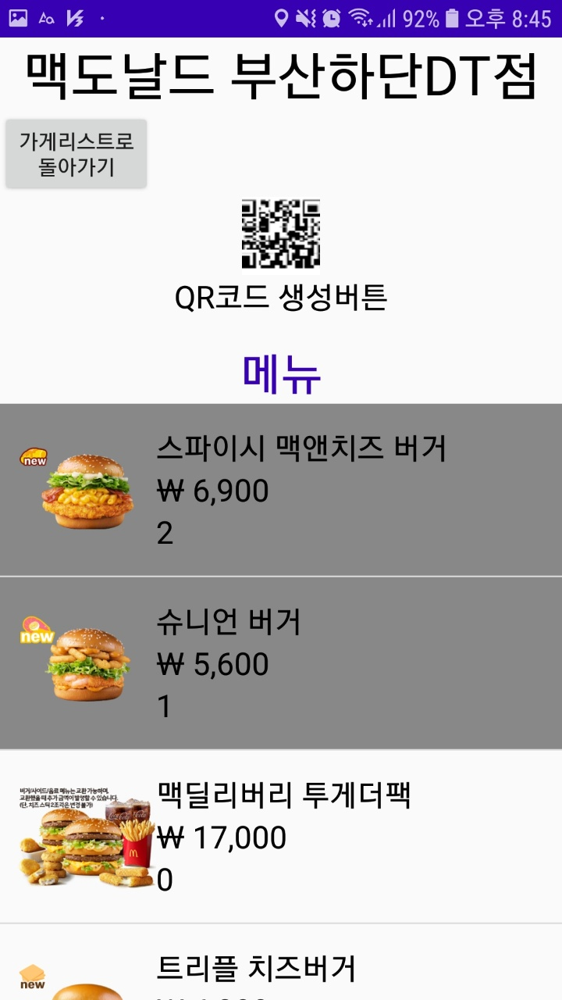 92% 오후 8:45
맥도날드 부산하단DT점
가게리스트로
돌아가기
QR코드 생성버튼
메뉴
new
스파이시 맥앤치즈 버거
₩ 6,900
2
new
슈니언 버거
₩ 5,600
1
버거/사이드/음료 메뉴는 교환 가능하며,
교환했을 때 추가 금액이 발생할 수 있습니다.
(단, 치즈 스틱 2조각은 변경 불가)
맥딜리버리 투게더팩
₩ 17,000
0
new
트리플 치즈버거